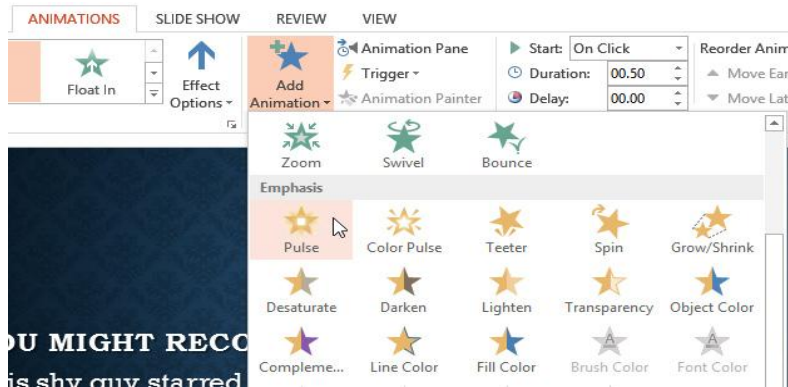 ANIMATIONS SLIDE SHOW REVIEW VIEW
Float In
Effect Options
Add Animation
Animation Pane
Trigger
Animation Painter
Start: On Click
Duration: 00.50
Delay: 00.00
Reorder Anim
Move Ear
Move Lat
Zoom Swivel Bounce
Emphasis
Pulse Color Pulse Teeter Spin Grow/Shrink
Desaturate Darken Lighten Transparency Object Color
Compleme... Line Color Fill Color Brush Color Font Color
OU MIGHT RECO
is shy guy starred